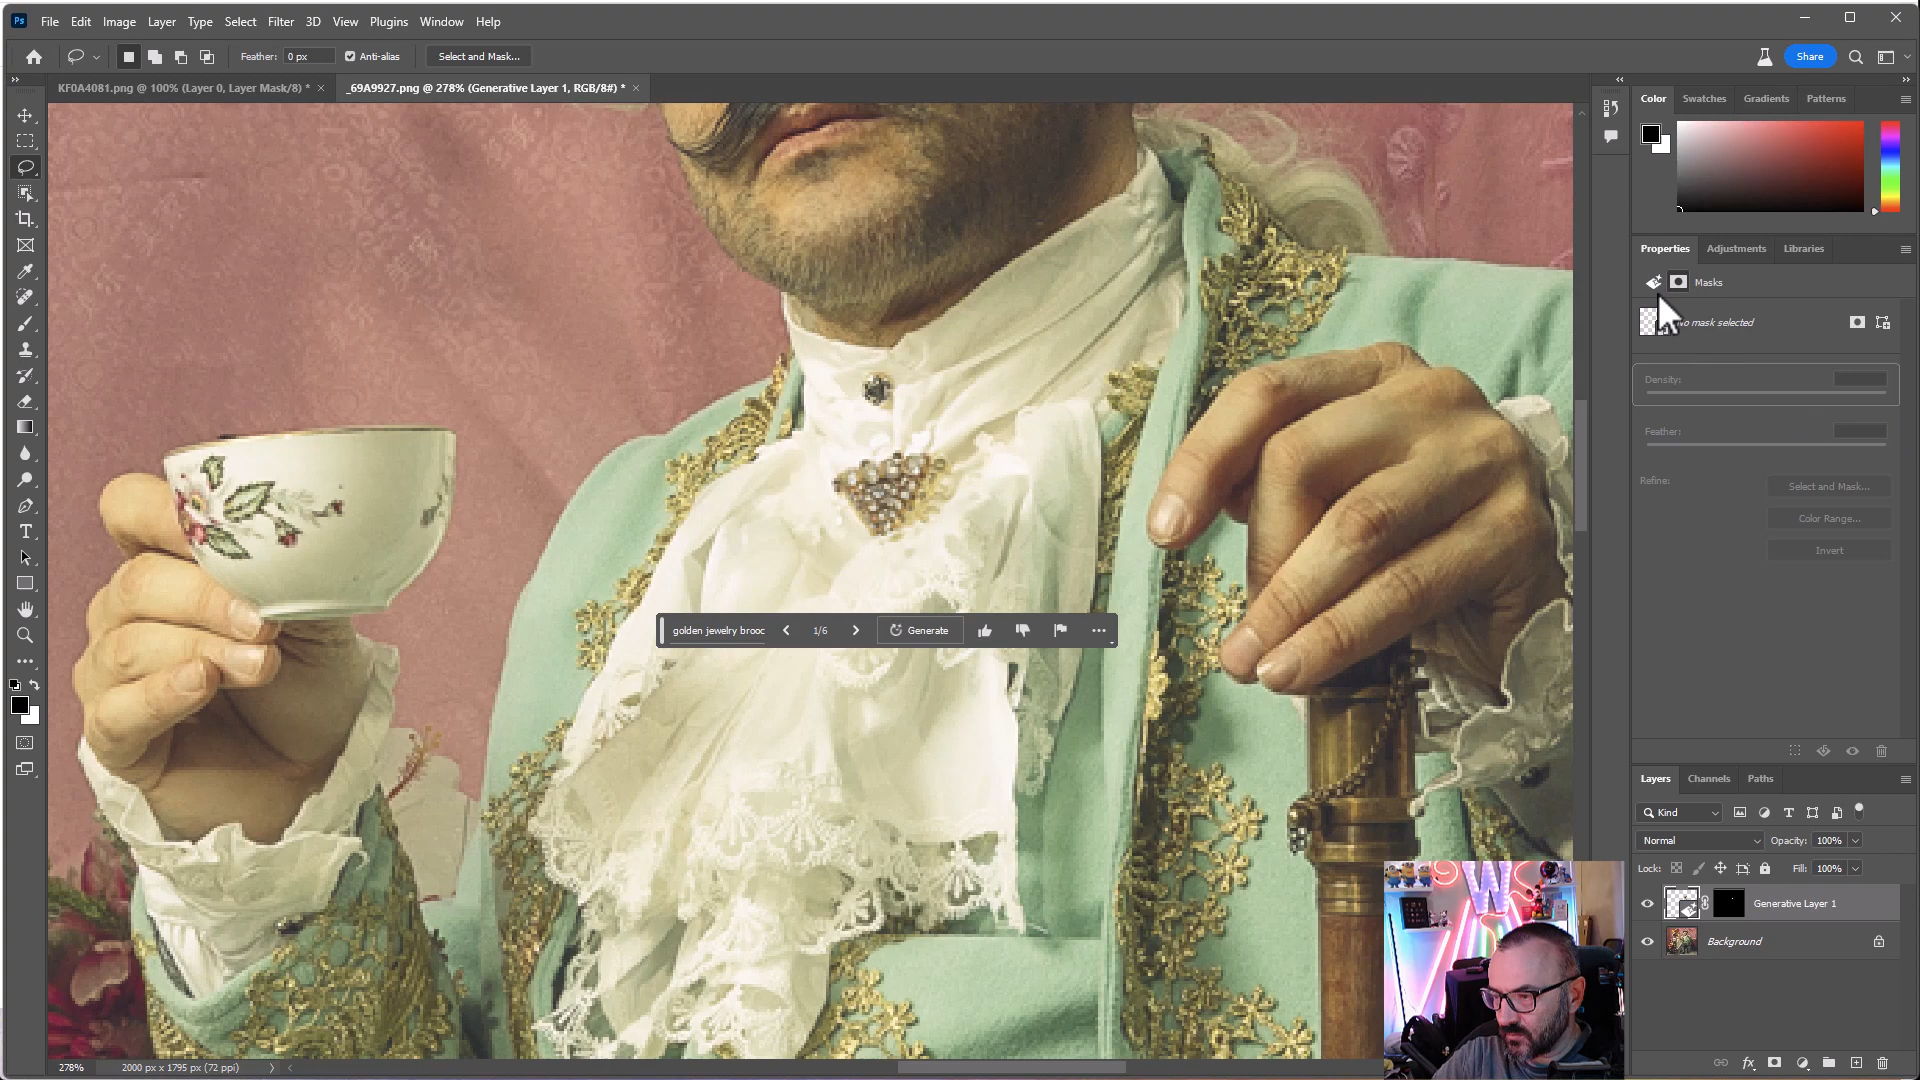 Ps File Edit Image Layer Type Select Filter 3D View Plugins Window Help
Feather: 0 px Anti-alias Select and Mask... Share
KF0A4081.png @ 100% (Layer 0, Layer Mask/8) * × _69A9927.png @ 278% (Generative Layer 1, RGB/8#) * ×
Color Swatches Gradients Patterns
Properties Adjustments Libraries
Masks
No mask selected
Density:
Feather:
Refine: Select and Mask...
Color Range...
Invert
golden jewelry brooc 1/6 Generate
Layers Channels Paths
Kind
Normal Opacity: 100%
Lock: Fill: 100%
Generative Layer 1
Background
278% 2000 px x 1795 px (72 ppi)